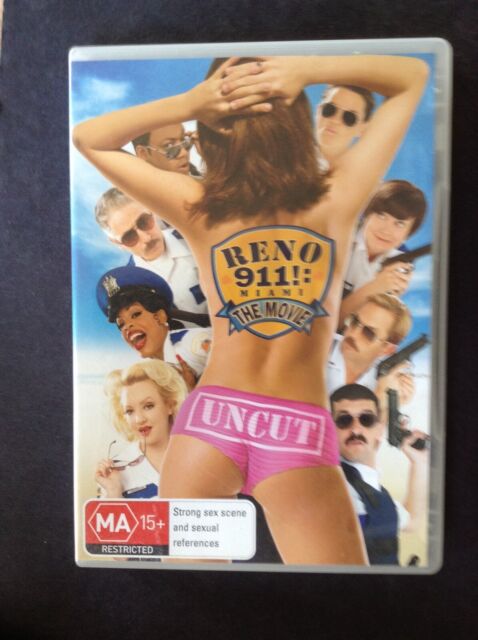 RENO
911!:
MIAMI
THE MOVIE
UNCUT
MA 15+
RESTRICTED
Strong sex scene
and sexual
references